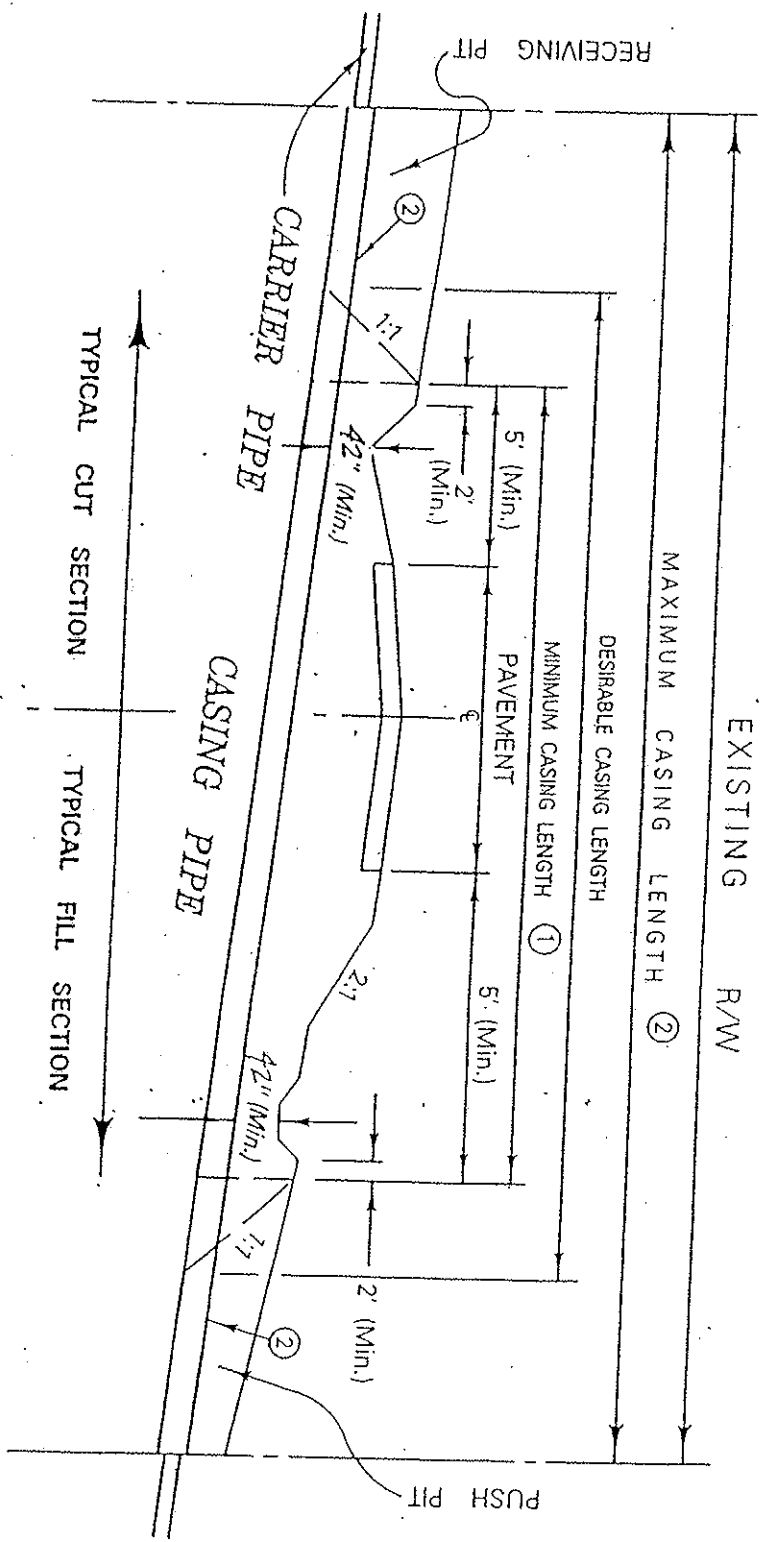 EXISTING R/W
MAXIMUM CASING LENGTH ②
DESIRABLE CASING LENGTH
MINIMUM CASING LENGTH ①
PAVEMENT
℄
5' (Min.)
5' (Min.)
2' (Min.)
2' (Min.)
RECEIVING PIT
PUSH PIT
②
②
1:1
1:1
2:1
42" (Min.)
42" (Min.)
CARRIER PIPE
CASING PIPE
TYPICAL CUT SECTION
TYPICAL FILL SECTION